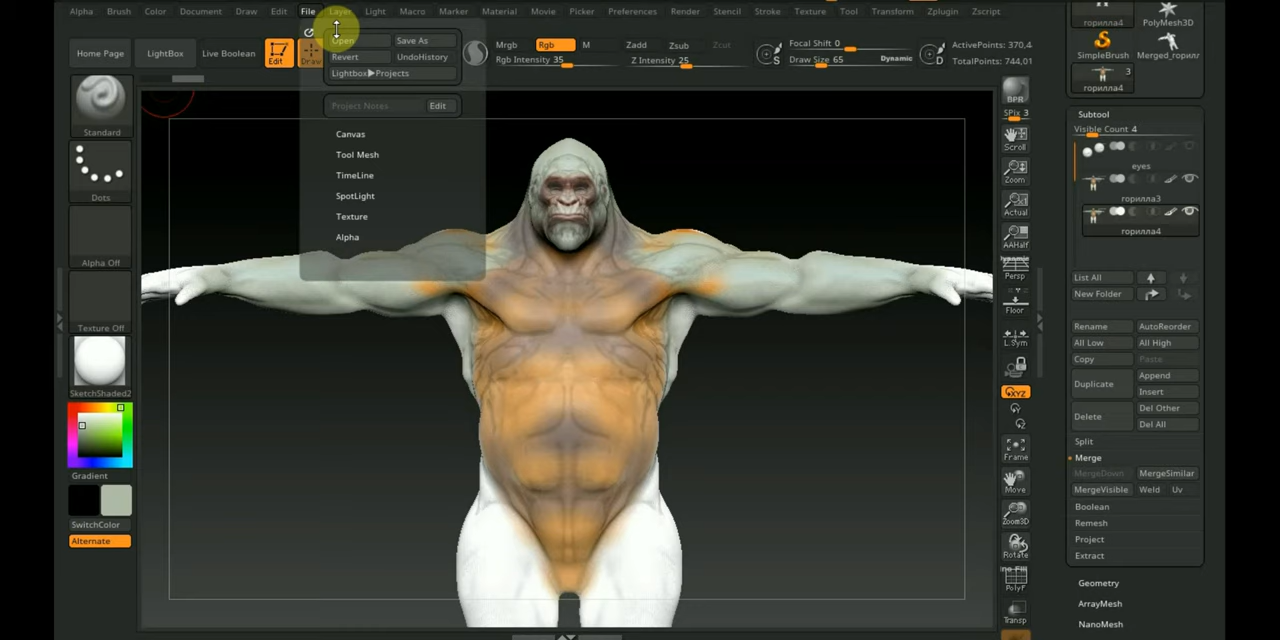 Alpha Brush Color Document Draw Edit File Layer Light Macro Marker Material Movie Picker Preferences Render Stencil Stroke Texture Tool Transform Zplugin Zscript
Home Page
LightBox
Live Boolean
Edit
Draw
Open
Save As
Revert
UndoHistory
Lightbox▶Projects
Project Notes
Edit
Canvas
Tool Mesh
TimeLine
SpotLight
Texture
Alpha
Mrgb
Rgb
M
Rgb Intensity 35
Zadd
Zsub
Zcut
Z Intensity 25
S
Focal Shift 0
Draw Size 65
Dynamic
D
ActivePoints: 370,4
TotalPoints: 744,01
Standard
Dots
Alpha Off
Texture Off
SketchShaded2
Gradient
SwitchColor
Alternate
BPR
SPix 3
Scroll
Zoom
Actual
AAHalf
Dynamic
Persp
Floor
L.Sym
XYZ
Frame
Move
Zoom3D
Rotate
Line Fill
PolyF
Transp
горилла4
PolyMesh3D
SimpleBrush
Merged_горилл
3
горилла4
Subtool
Visible Count 4
eyes
горилла3
горилла4
List All
New Folder
Rename
AutoReorder
All Low
All High
Copy
Paste
Duplicate
Append
Insert
Delete
Del Other
Del All
Split
Merge
MergeDown
MergeSimilar
MergeVisible
Weld
Uv
Boolean
Remesh
Project
Extract
Geometry
ArrayMesh
NanoMesh